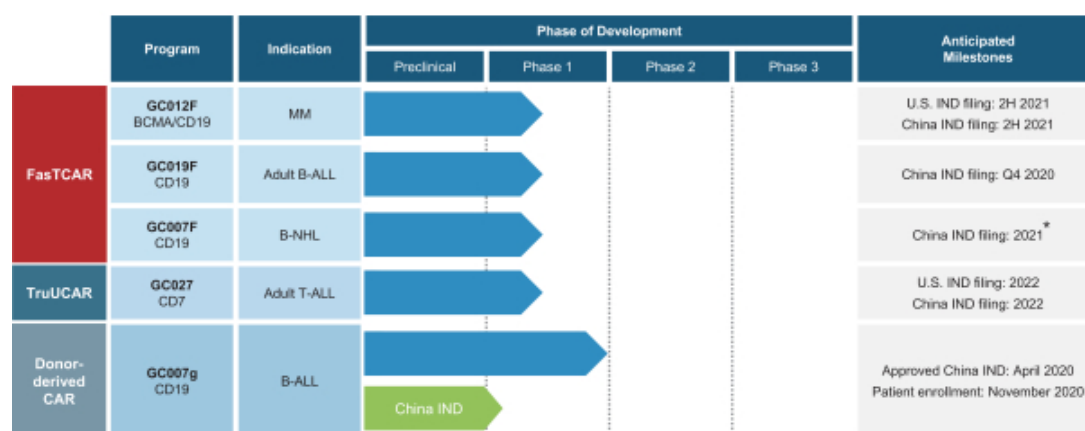 Program
Indication
Phase of Development
Anticipated
Milestones
Preclinical
Phase 1
Phase 2
Phase 3
FasTCAR
GC012F
BCMA/CD19
MM
U.S. IND filing: 2H 2021
China IND filing: 2H 2021
GC019F
CD19
Adult B-ALL
China IND filing: Q4 2020
GC007F
CD19
B-NHL
China IND filing: 2021*
TruUCAR
GC027
CD7
Adult T-ALL
U.S. IND filing: 2022
China IND filing: 2022
Donor-
derived
CAR
GC007g
CD19
B-ALL
China IND
Approved China IND: April 2020
Patient enrollment: November 2020